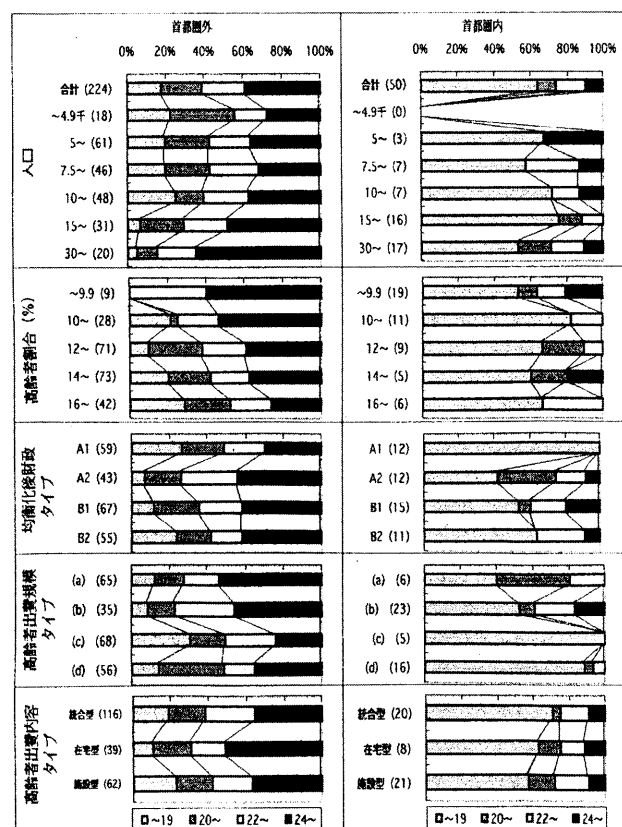 首都圏外
0% 20% 40% 60% 80% 100%
人口
合計 (224)
~4.9千 (18)
5~ (61)
7.5~ (46)
10~ (48)
15~ (31)
30~ (20)
高齢者割合 (%)
~9.9 (9)
10~ (28)
12~ (71)
14~ (73)
16~ (42)
均衡化後財政
タイプ
A1 (59)
A2 (43)
B1 (67)
B2 (55)
高齢者出費規模
タイプ
(a) (65)
(b) (35)
(c) (68)
(d) (56)
高齢者出費内容
タイプ
統合型 (116)
在宅型 (39)
施設型 (62)
□~19 ■20~ □22~ ■24~
首都圏内
0% 20% 40% 60% 80% 100%
合計 (50)
~4.9千 (0)
5~ (3)
7.5~ (7)
10~ (7)
15~ (16)
30~ (17)
~9.9 (19)
10~ (11)
12~ (9)
14~ (5)
16~ (6)
A1 (12)
A2 (12)
B1 (15)
B2 (11)
(a) (6)
(b) (23)
(c) (5)
(d) (16)
統合型 (20)
在宅型 (8)
施設型 (21)
□~19 ■20~ □22~ ■24~